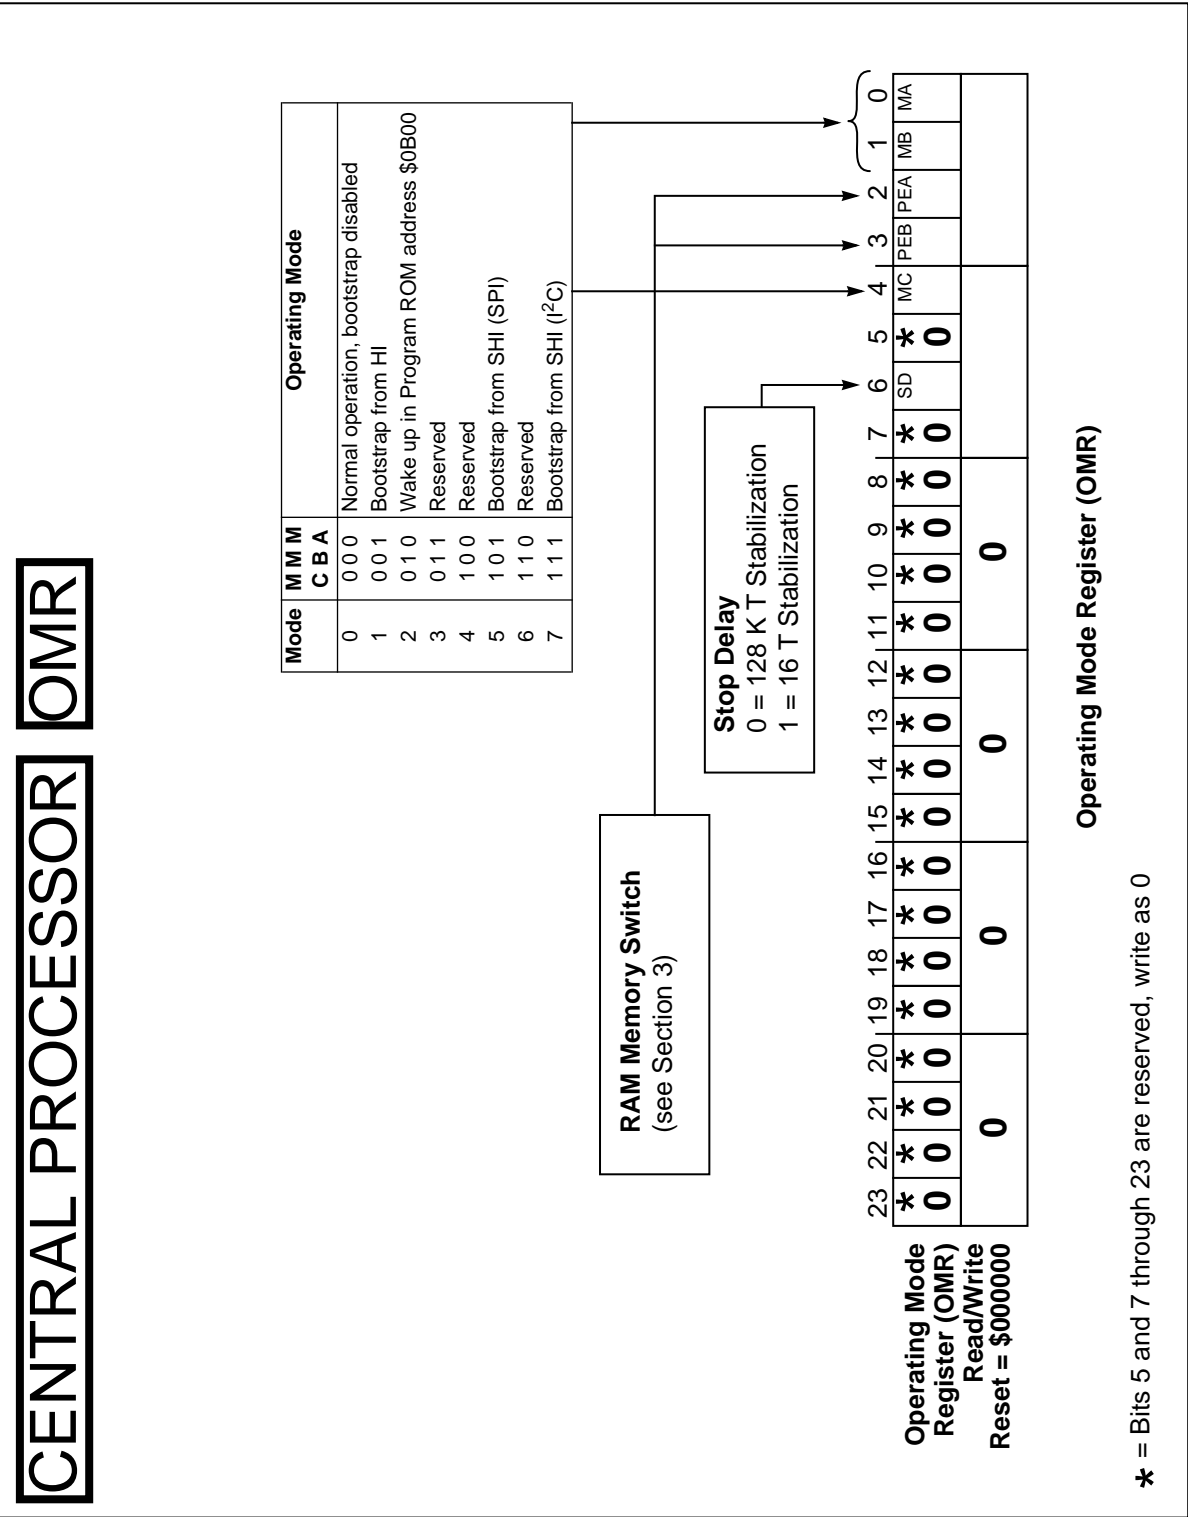 CENTRAL PROCESSOR OMR
Mode M M M Operating Mode
C B A
0 0 0 0 Normal operation, bootstrap disabled
1 0 0 1 Bootstrap from HI
2 0 1 0 Wake up in Program ROM address $0B00
3 0 1 1 Reserved
4 1 0 0 Reserved
5 1 0 1 Bootstrap from SHI (SPI)
6 1 1 0 Reserved
7 1 1 1 Bootstrap from SHI (I²C)
RAM Memory Switch
(see Section 3)
Stop Delay
0 = 128 K T Stabilization
1 = 16 T Stabilization
23 22 21 20 19 18 17 16 15 14 13 12 11 10 9 8 7 6 5 4 3 2 1 0
* * * * * * * * * * * * * * * * * SD * MC PEB PEA MB MA
0 0 0 0 0 0 0 0 0 0 0 0 0 0 0 0 0 0
0 0 0 0
Operating Mode
Register (OMR)
Read/Write
Reset = $000000
Operating Mode Register (OMR)
* = Bits 5 and 7 through 23 are reserved, write as 0